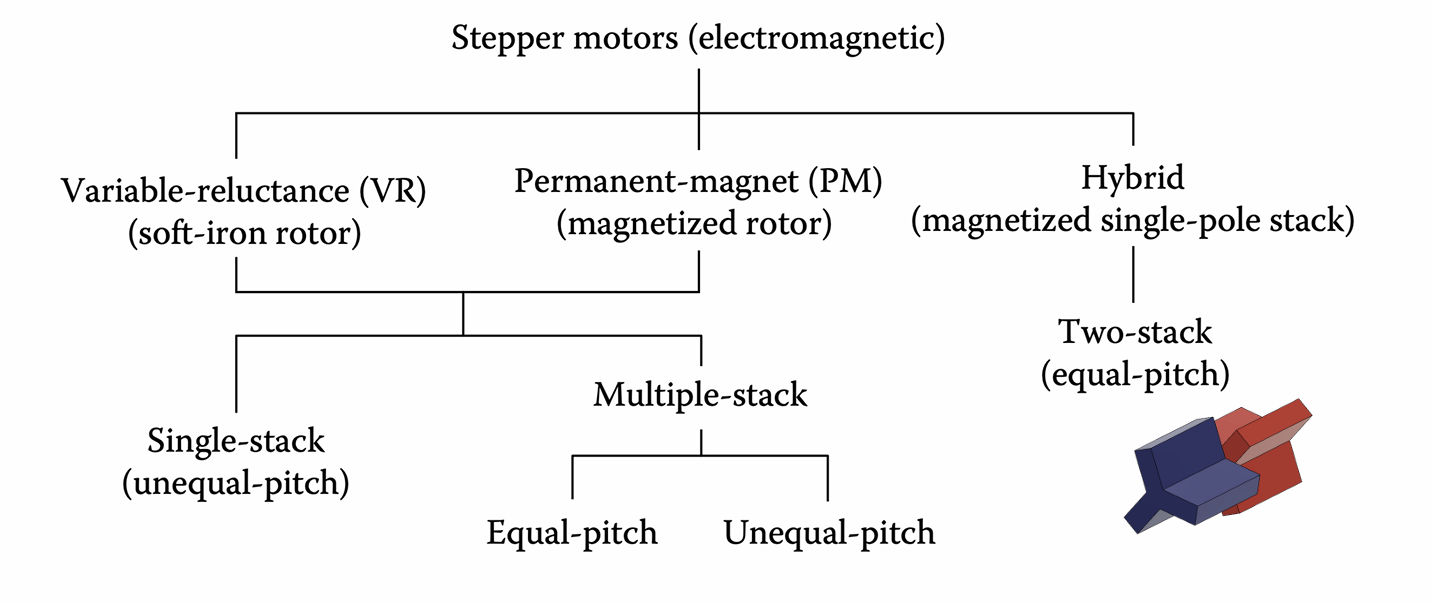 Stepper motors (electromagnetic)
Variable-reluctance (VR)
(soft-iron rotor)
Permanent-magnet (PM)
(magnetized rotor)
Hybrid
(magnetized single-pole stack)
Two-stack
(equal-pitch)
Multiple-stack
Single-stack
(unequal-pitch)
Equal-pitch
Unequal-pitch